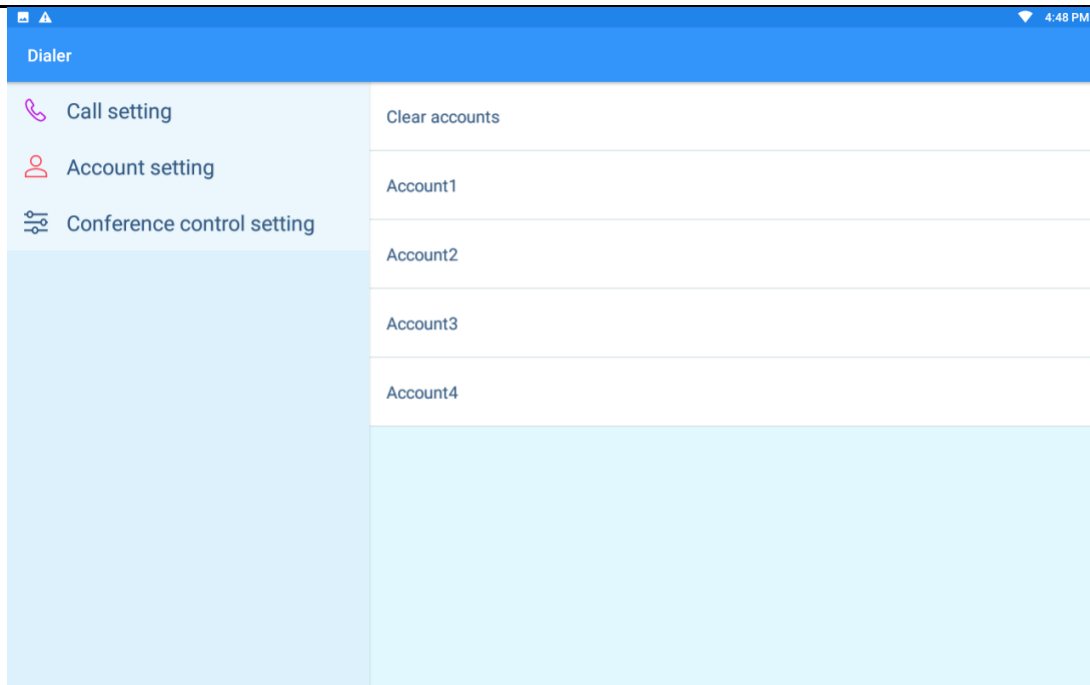 4:48 PM
Dialer
Call setting
Account setting
Conference control setting
Clear accounts
Account1
Account2
Account3
Account4